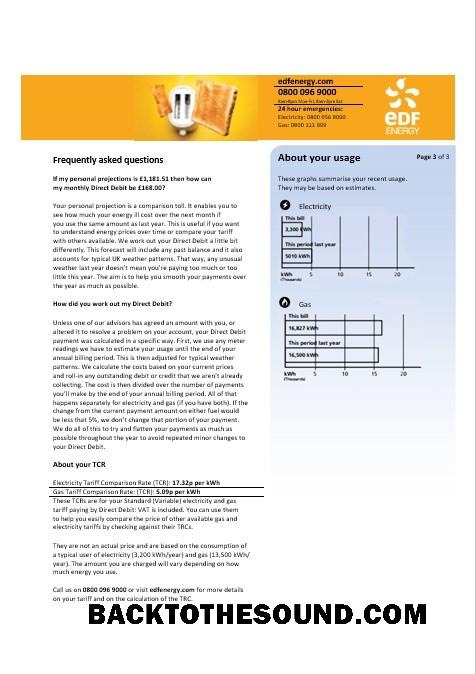 edfenergy.com
0800 096 9000
8am-8pm Mon-Fri, 8am-2pm Sat
24 hour emergencies:
Electricity: 0800 056 8090
Gas: 0800 111 999
eDF
ENERGY
Frequently asked questions
If my personal projections is £1,181.51 then how can
my monthly Direct Debit be £168.00?
Your personal projection is a comparison toll. It enables you to
see how much your energy ill cost over the next month if
you use the same amount as last year. This is useful if you want
to understand energy prices over time or compare your tariff
with others available. We work out your Direct Debit a little bit
differently. This forecast will include any past balance and it also
accounts for typical UK weather patterns. That way, any unusual
weather last year doesn't mean you're paying too much or too
little this year. The aim is to help you smooth your payments over
the year as much as possible.
How did you work out my Direct Debit?
Unless one of our advisors has agreed an amount with you, or
altered it to resolve a problem on your account, your Direct Debit
payment was calculated in a specific way. First, we use any meter
readings we have to estimate your usage until the end of your
annual billing period. This is then adjusted for typical weather
patterns. We calculate the costs based on your current prices
and roll-in any outstanding debit or credit that we aren't already
collecting. The cost is then divided over the number of payments
you'll make by the end of your annual billing period. All of that
happens separately for electricity and gas (if you have both). If the
change from the current payment amount on either fuel would
be less than 5%, we don't change that portion of your payment.
We do all of this to try and flatten your payments as much as
possible throughout the year to avoid repeated minor changes to
your Direct Debit.
About your TCR
Electricity Tariff Comparison Rate (TCR): 17.32p per kWh
Gas Tariff Comparison Rate: (TCR): 5.09p per kWh
These TCRs are for your Standard (Variable) electricity and gas
tariff paying by Direct Debit: VAT is included. You can use them
to help you easily compare the price of other available gas and
electricity tariffs by checking against their TRCs.
They are not an actual price and are based on the consumption of
a typical user of electricity (3,200 kWh/year) and gas (13,500 kWh/
year). The amount you are charged will vary depending on how
much energy you use.
Call us on 0800 096 9000 or visit edfenergy.com for more details
on your tariff and on the calculation of the TRC.
About your usage
Page 3 of 3
These graphs summarise your recent usage.
They may be based on estimates.
Electricity
This bill
3,300 kWh
This period last year
5010 kWh
kWh 5 10 15 20
(Thousands)
Gas
This bill
16,827 kWh
This period last year
16,500 kWh
kWh 5 10 15 20
(Thousands)
BACKTOTHESOUND.COM